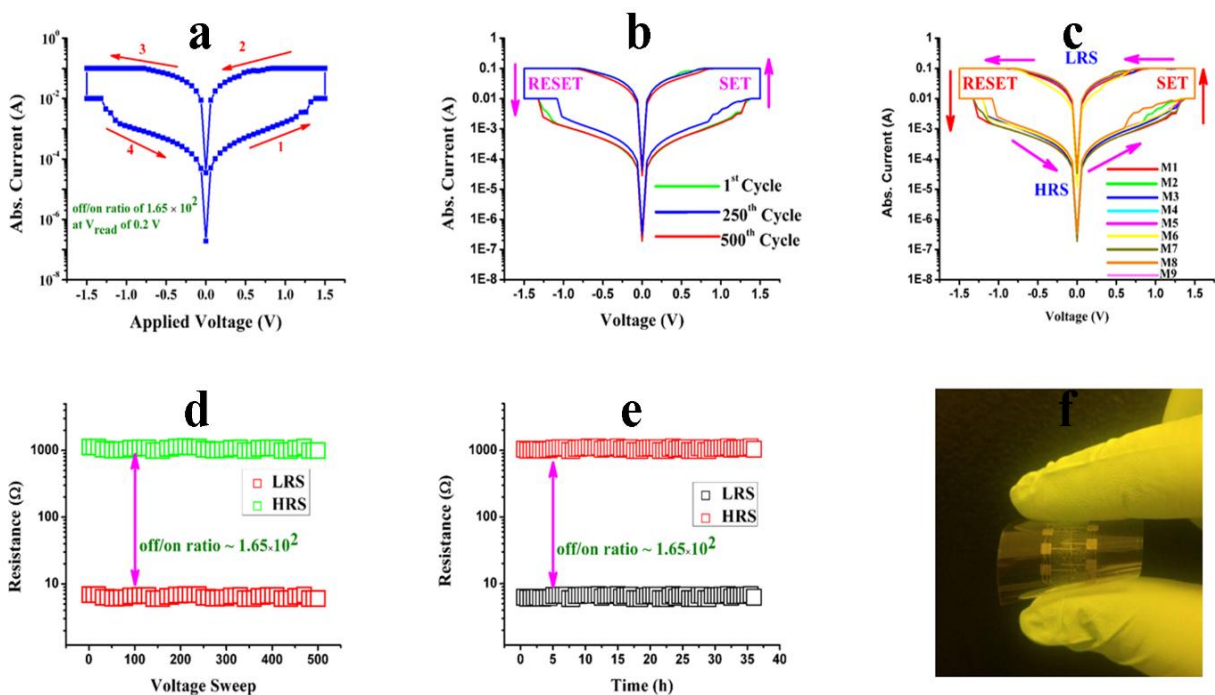 a
10^0
10^-2
10^-4
10^-6
10^-8
Abs. Current (A)
3
2
4
1
off/on ratio of 1.65 × 10^2
at V_read of 0.2 V
-1.5 -1.0 -0.5 0.0 0.5 1.0 1.5
Applied Voltage (V)
b
0.1
0.01
1E-3
1E-4
1E-5
1E-6
1E-7
1E-8
Abs. Current (A)
RESET
SET
1st Cycle
250th Cycle
500th Cycle
-1.5 -1.0 -0.5 0.0 0.5 1.0 1.5
Voltage (V)
c
0.1
0.01
1E-3
1E-4
1E-5
1E-6
1E-7
1E-8
Abs. Current (A)
LRS
RESET
SET
HRS
M1
M2
M3
M4
M5
M6
M7
M8
M9
-1.5 -1.0 -0.5 0.0 0.5 1.0 1.5
Voltage (V)
d
1000
100
10
Resistance (Ω)
LRS
HRS
off/on ratio ~ 1.65×10^2
0 100 200 300 400 500
Voltage Sweep
e
1000
100
10
Resistance (Ω)
LRS
HRS
off/on ratio ~ 1.65×10^2
0 5 10 15 20 25 30 35 40
Time (h)
f